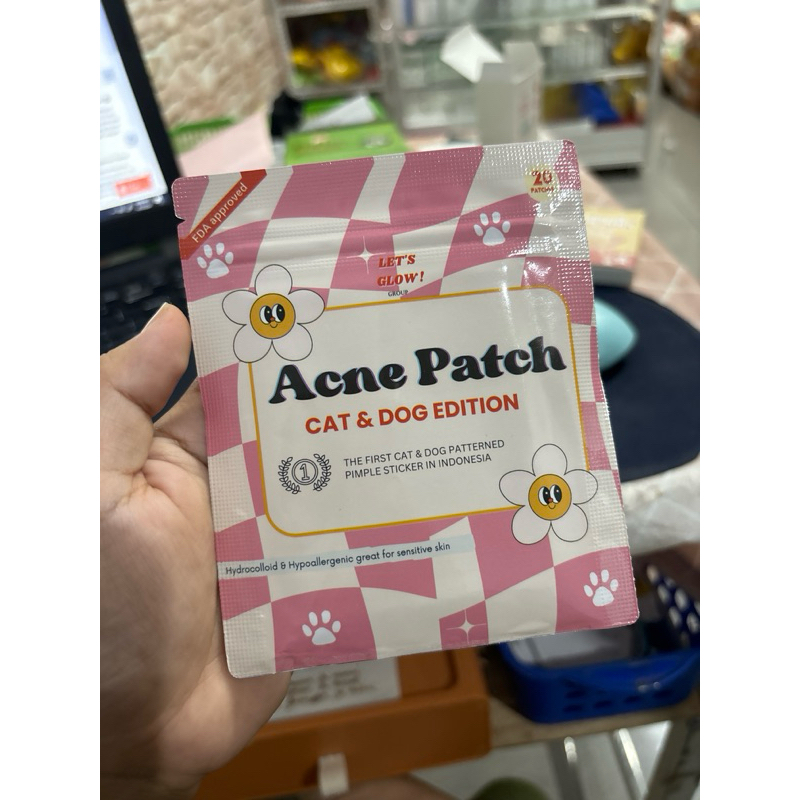 FDA approved
20
PATCHES
LET'S
GLOW!
GROUP
Acne Patch
CAT & DOG EDITION
1
THE FIRST CAT & DOG PATTERNED
PIMPLE STICKER IN INDONESIA
Hydrocolloid & Hypoallergenic great for sensitive skin